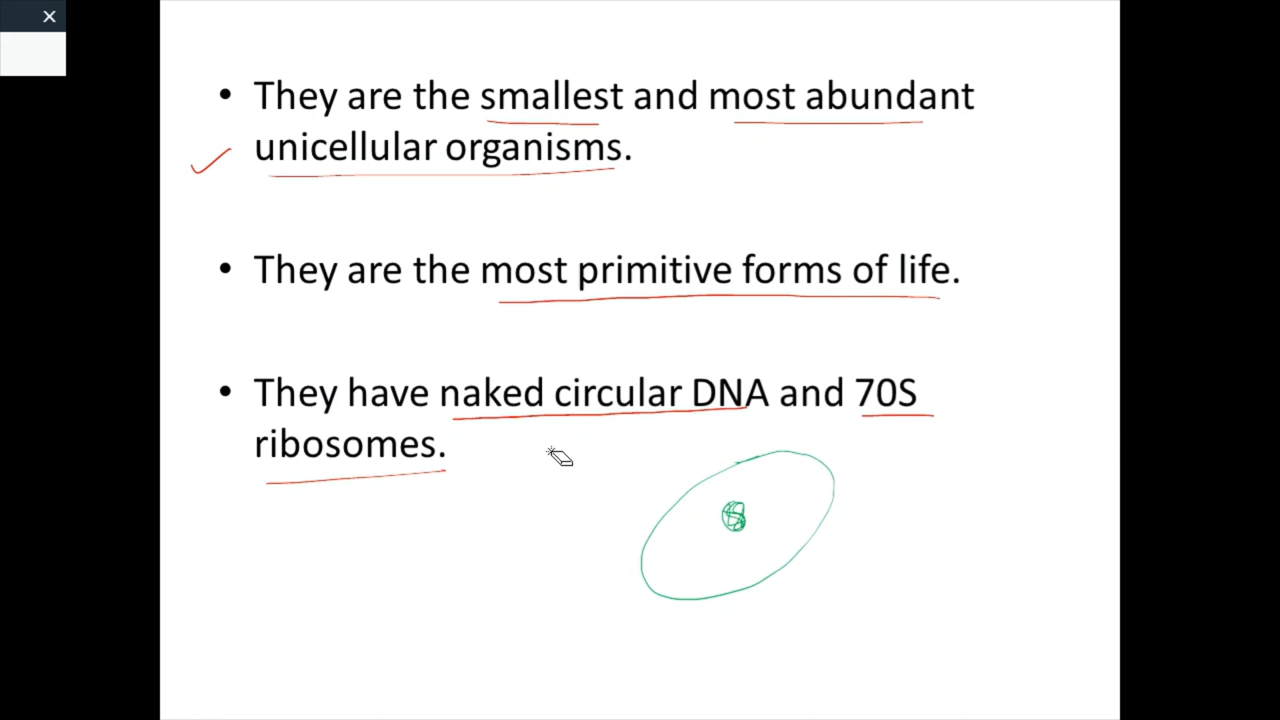 • They are the smallest and most abundant
unicellular organisms.
• They are the most primitive forms of life.
• They have naked circular DNA and 70S
ribosomes.